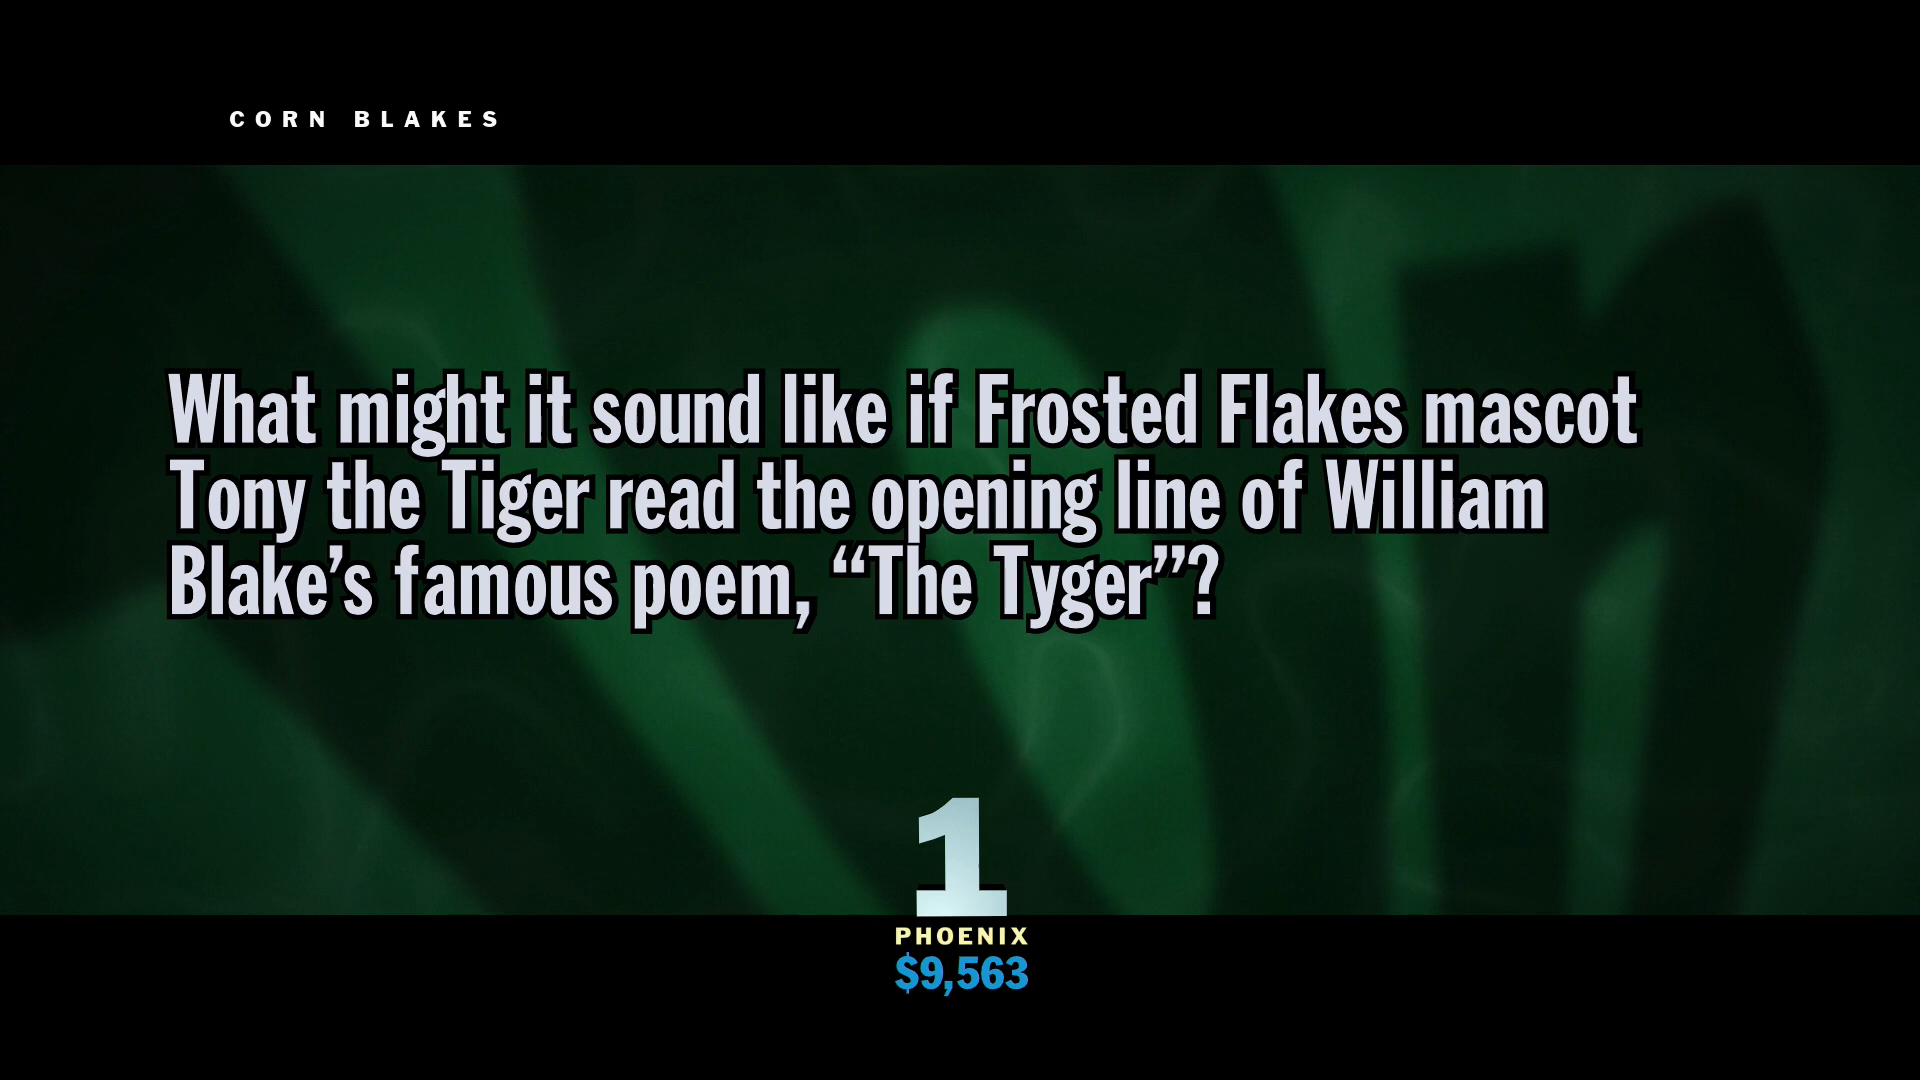 CORN BLAKES
What might it sound like if Frosted Flakes mascot
Tony the Tiger read the opening line of William
Blake’s famous poem, “The Tyger”?
1
PHOENIX
$9,563